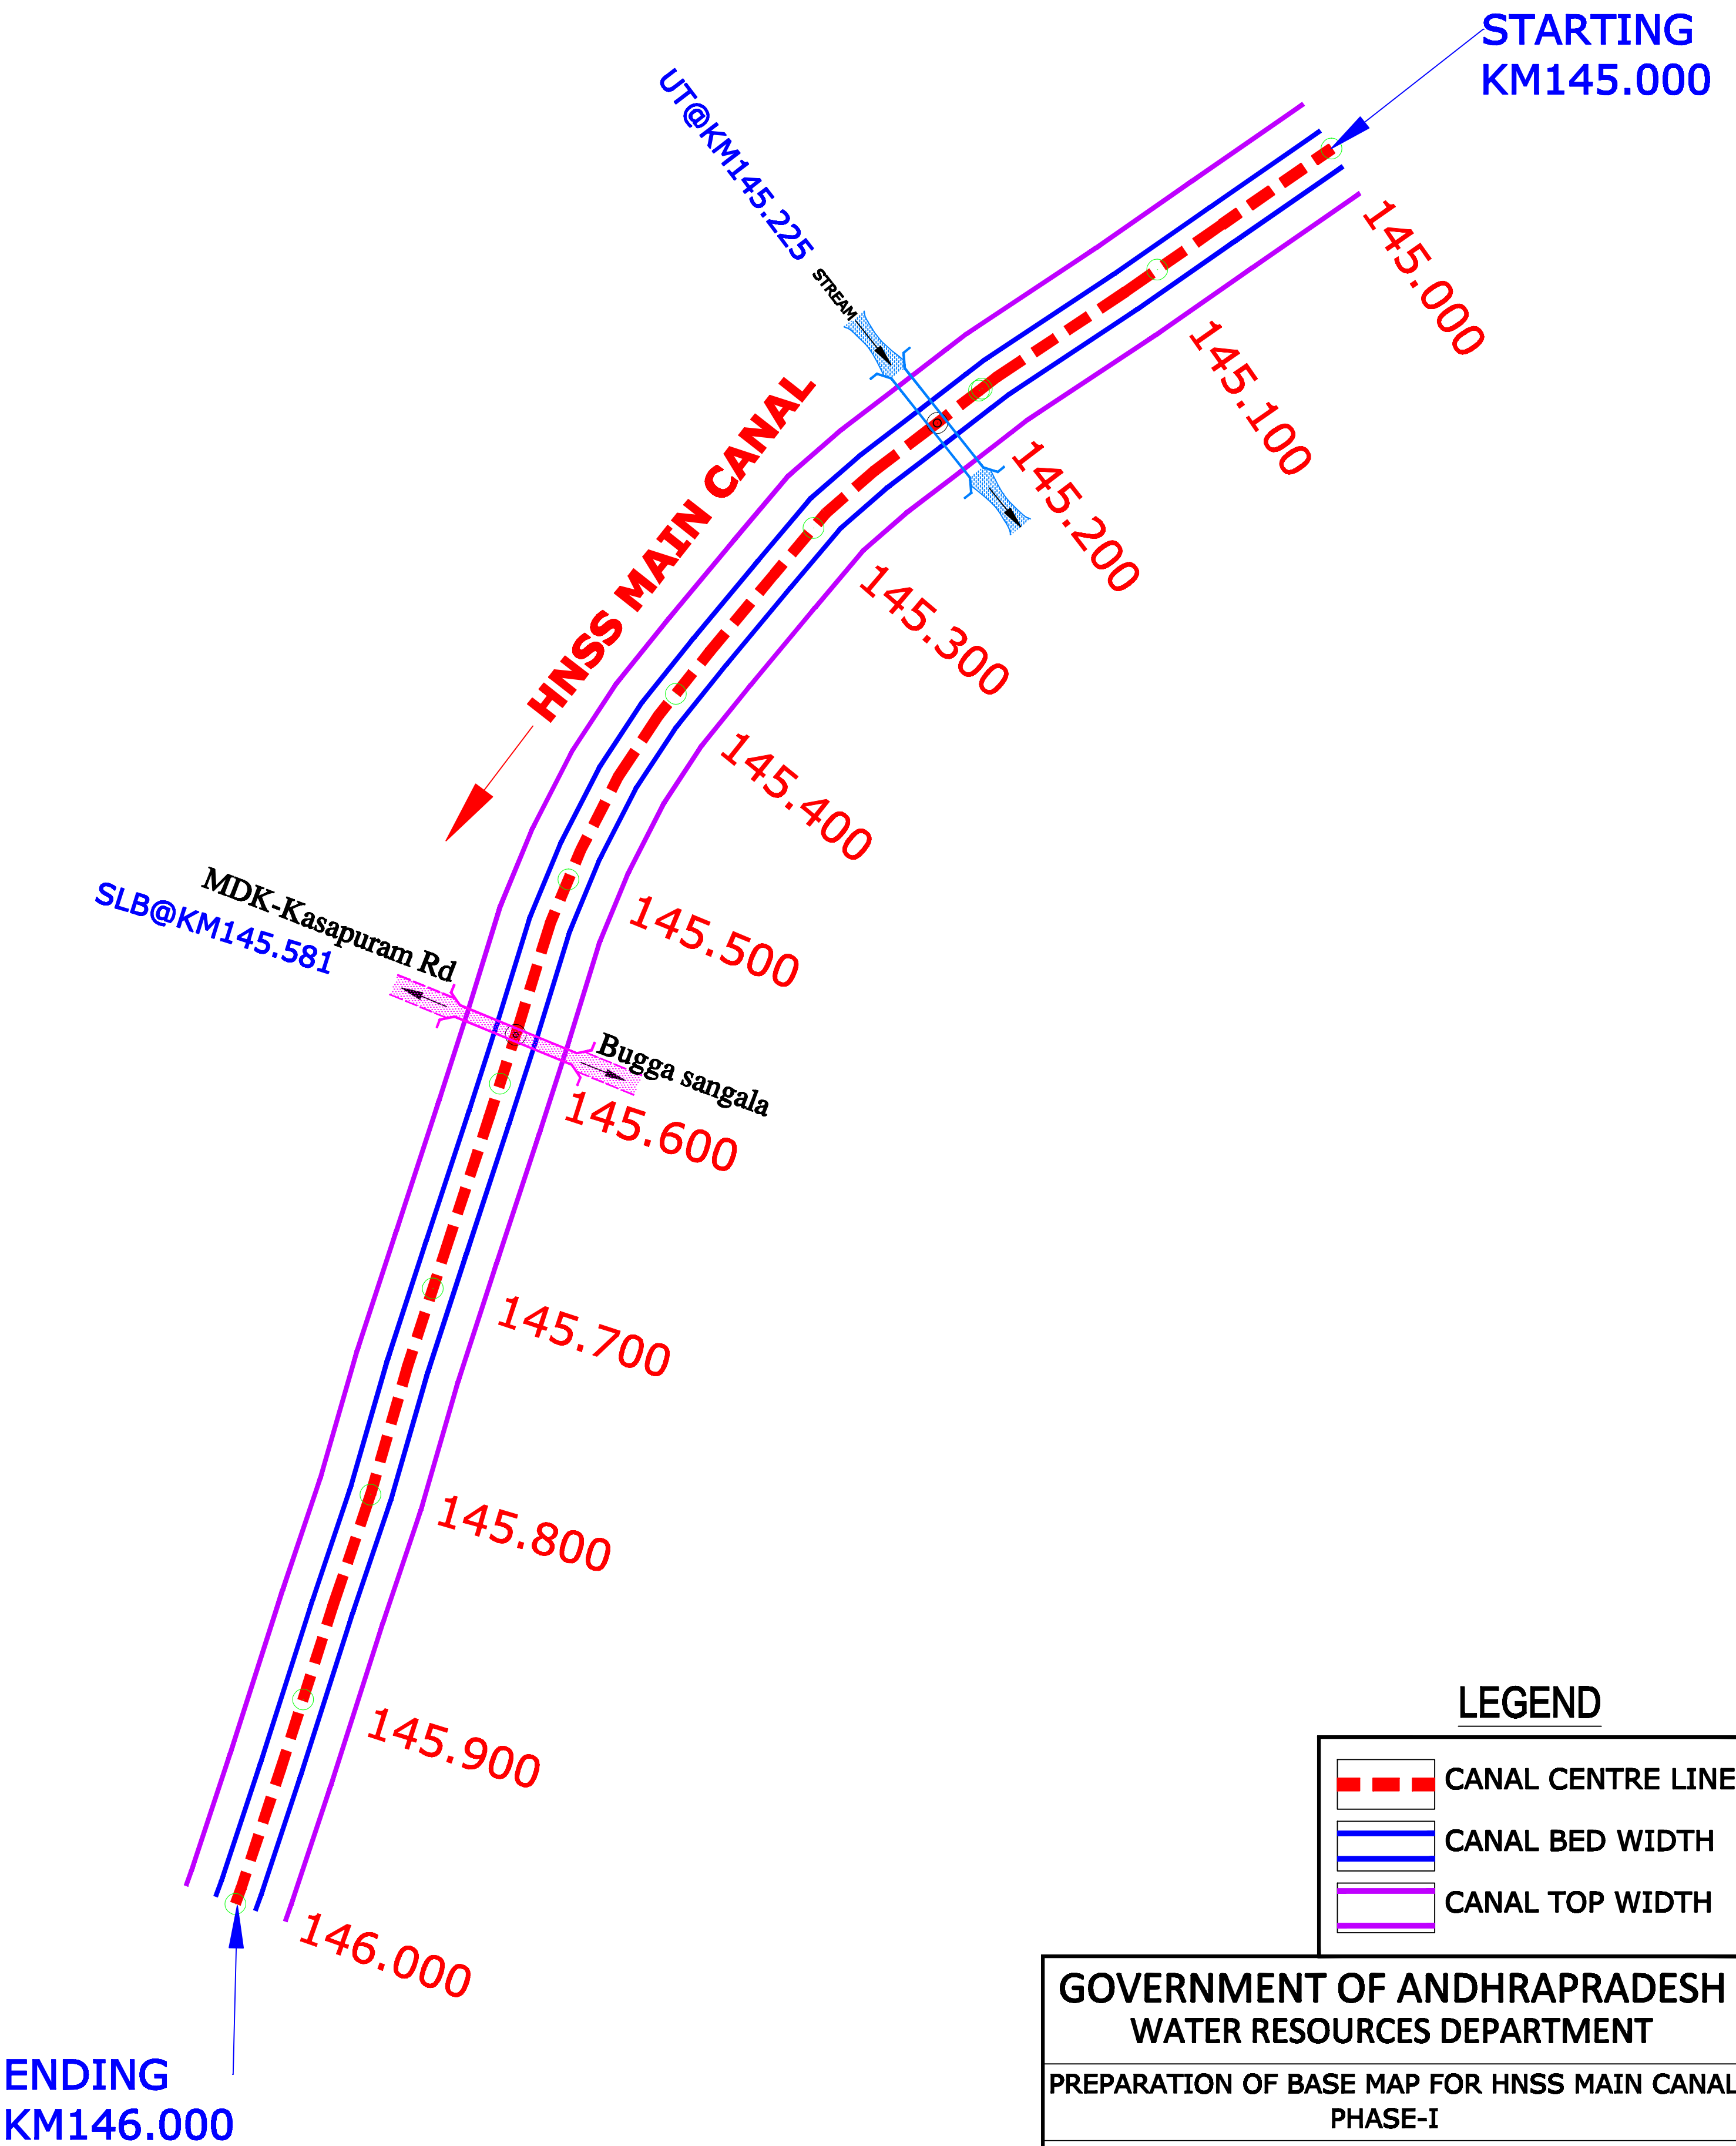 STARTING
KM145.000
UT@KM145.225
STREAM
145.000
145.100
145.200
HNSS MAIN CANAL
145.300
145.400
MDK-Kasapuram Rd
SLB@KM145.581
145.500
Bugga sangala
145.600
145.700
145.800
145.900
146.000
ENDING
KM146.000
LEGEND
CANAL CENTRE LINE
CANAL BED WIDTH
CANAL TOP WIDTH
GOVERNMENT OF ANDHRAPRADESH
WATER RESOURCES DEPARTMENT
PREPARATION OF BASE MAP FOR HNSS MAIN CANAL
PHASE-I